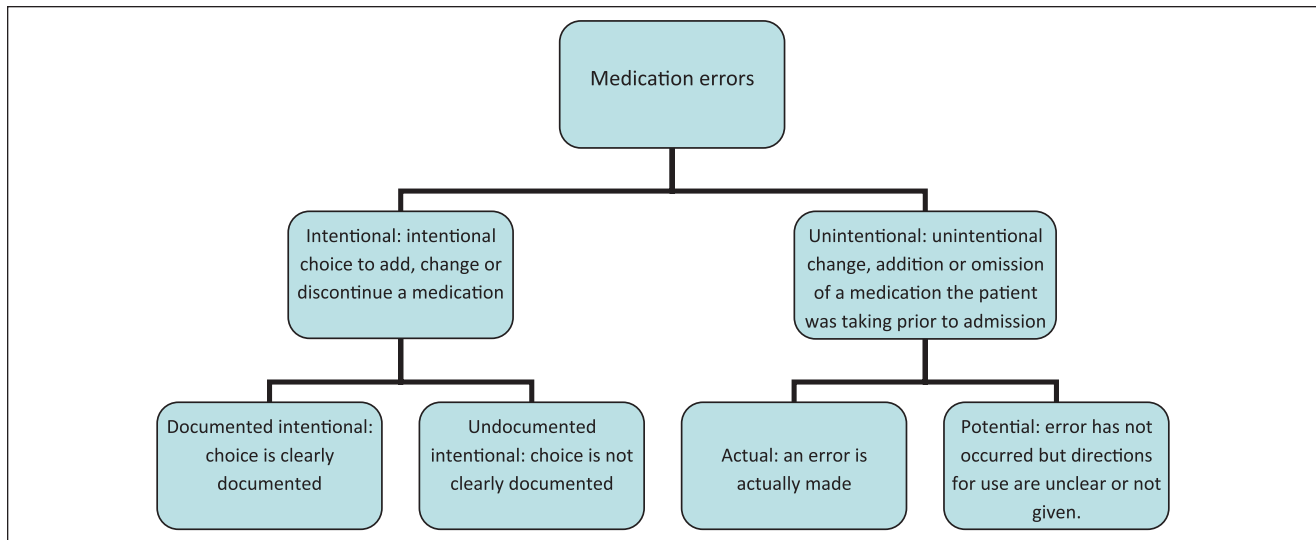 Medication errors
Intentional: intentional
choice to add, change or
discontinue a medication
Unintentional: unintentional
change, addition or omission
of a medication the patient
was taking prior to admission
Documented intentional:
choice is clearly
documented
Undocumented
intentional: choice is not
clearly documented
Actual: an error is
actually made
Potential: error has not
occurred but directions
for use are unclear or not
given.